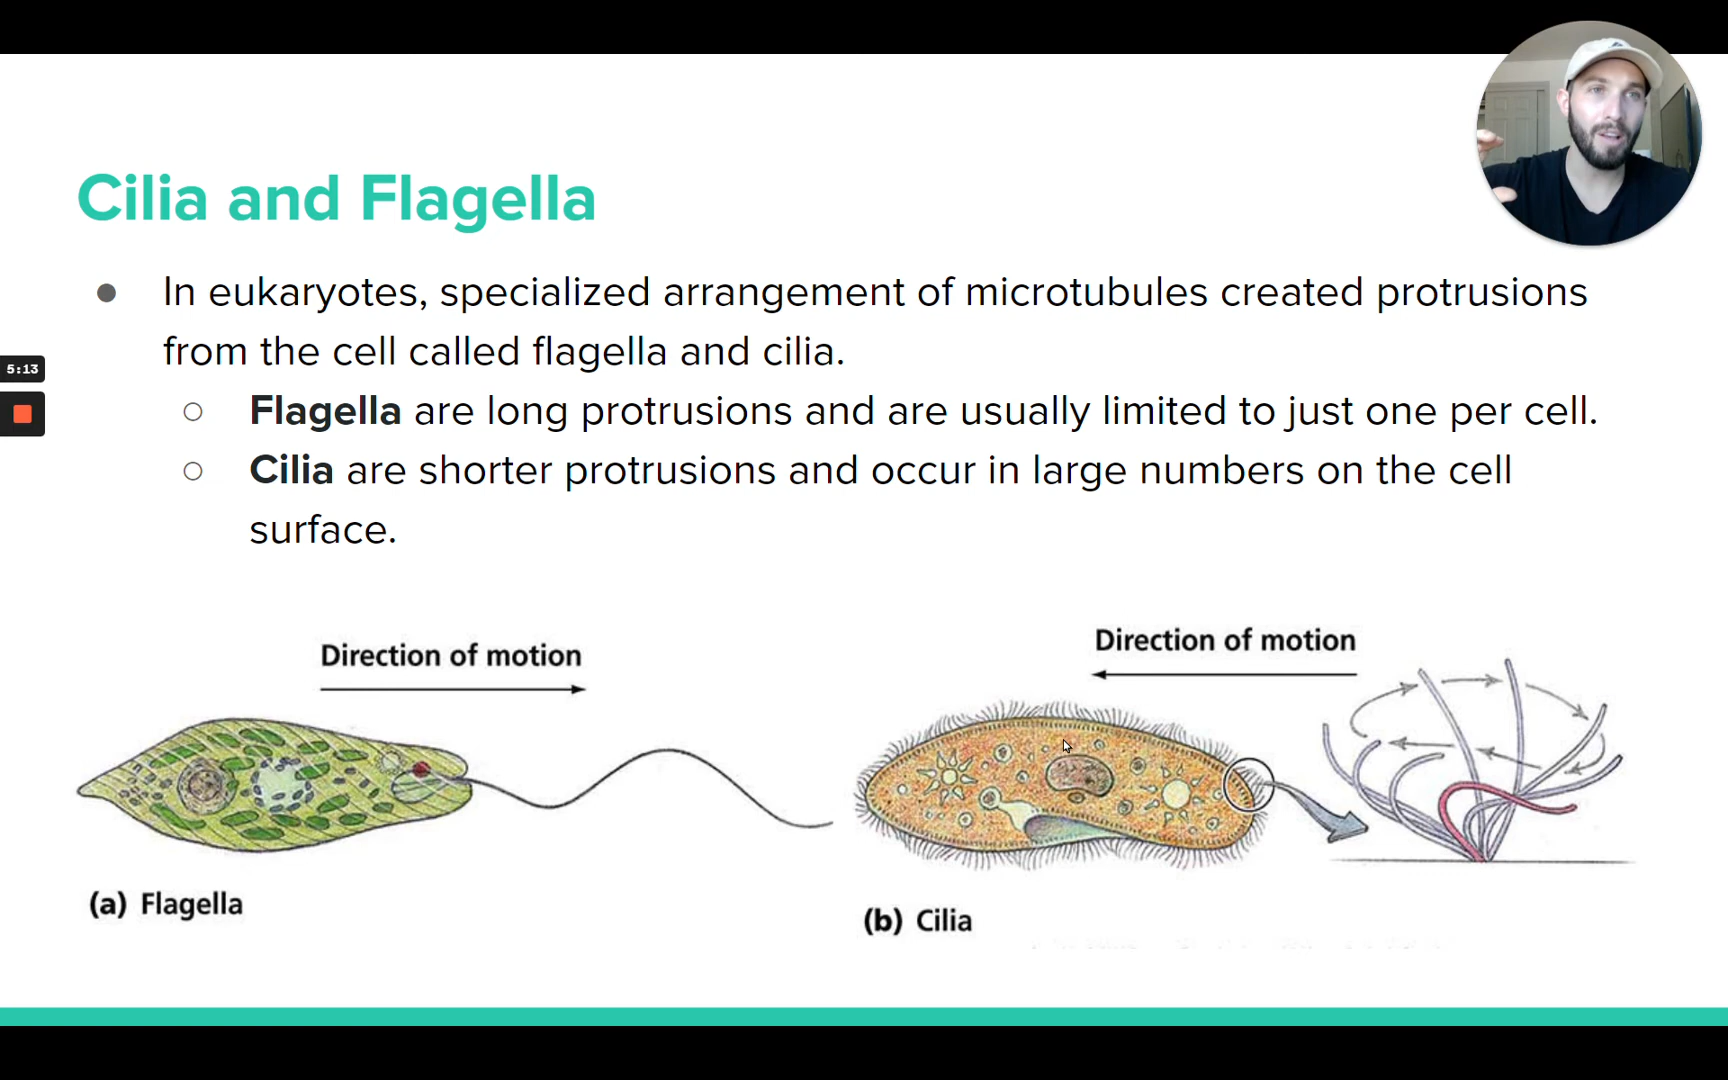 Cilia and Flagella
● In eukaryotes, specialized arrangement of microtubules created protrusions
from the cell called flagella and cilia.
○ Flagella are long protrusions and are usually limited to just one per cell.
○ Cilia are shorter protrusions and occur in large numbers on the cell
surface.
5:13
Direction of motion
Direction of motion
(a) Flagella
(b) Cilia